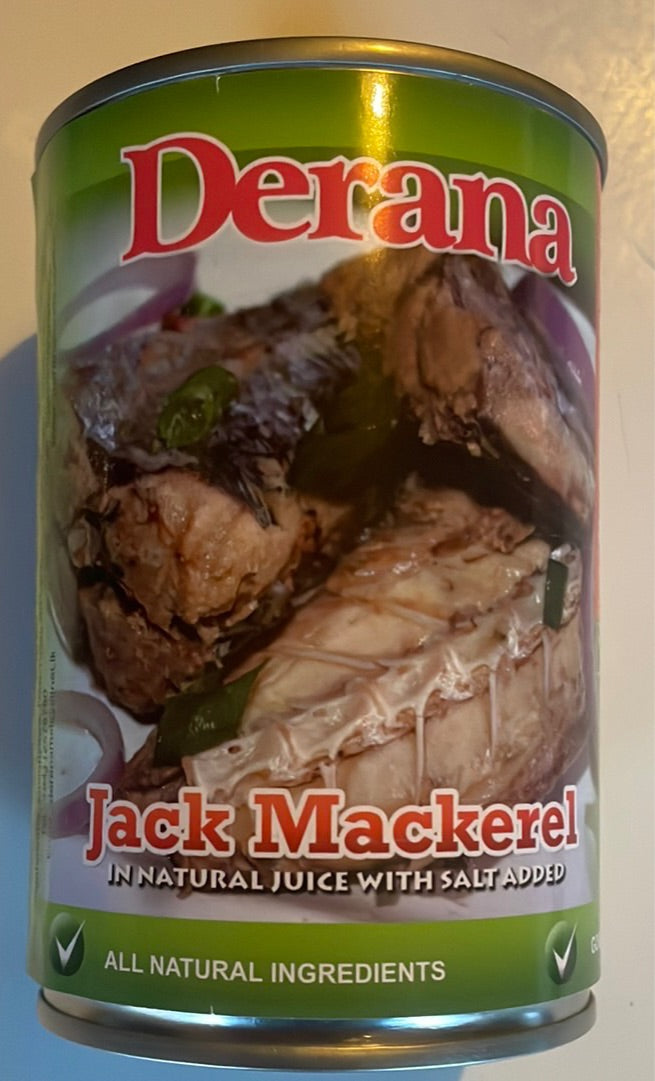 Derana
Jack Mackerel
IN NATURAL JUICE WITH SALT ADDED
ALL NATURAL INGREDIENTS